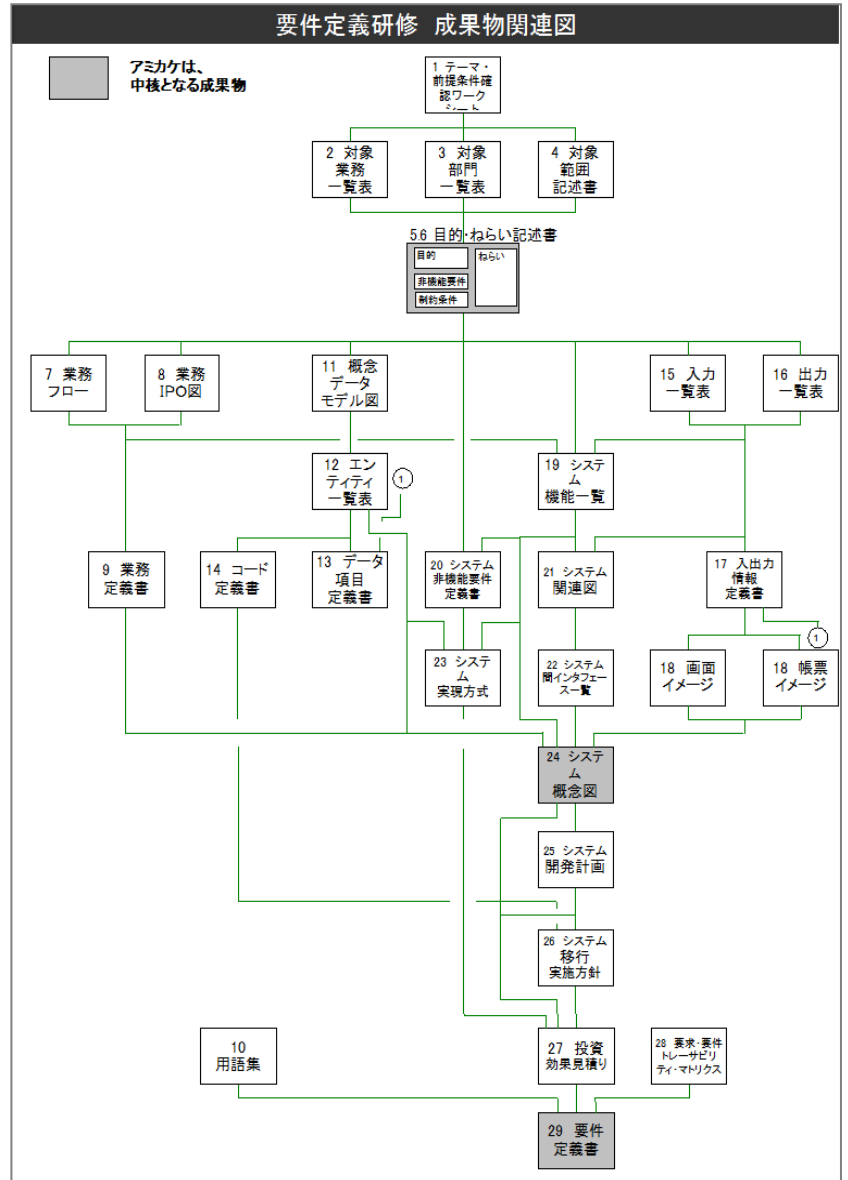 要件定義研修 成果物関連図
アミカケは、
中核となる成果物
1 テーマ・
前提条件確
認ワーク
シート
2 対象
業務
一覧表
3 対象
部門
一覧表
4 対象
範囲
記述書
5.6 目的・ねらい記述書
目的
ねらい
非機能要件
制約条件
7 業務
フロー
8 業務
IPO図
11 概念
データ
モデル図
15 入力
一覧表
16 出力
一覧表
12 エン
ティティ
一覧表
1
19 システ
ム
機能一覧
9 業務
定義書
14 コード
定義書
13 データ
項目
定義書
20 システム
非機能要件
定義書
21 システム
関連図
17 入出力
情報
定義書
1
23 システ
ム
実現方式
22 システム
間インタフェー
ス一覧
18 画面
イメージ
18 帳票
イメージ
24 システ
ム
概念図
25 システム
開発計画
26 システム
移行
実施方針
10
用語集
27 投資
効果見積り
28 要求・要件
トレーサビリ
ティ・マトリクス
29 要件
定義書